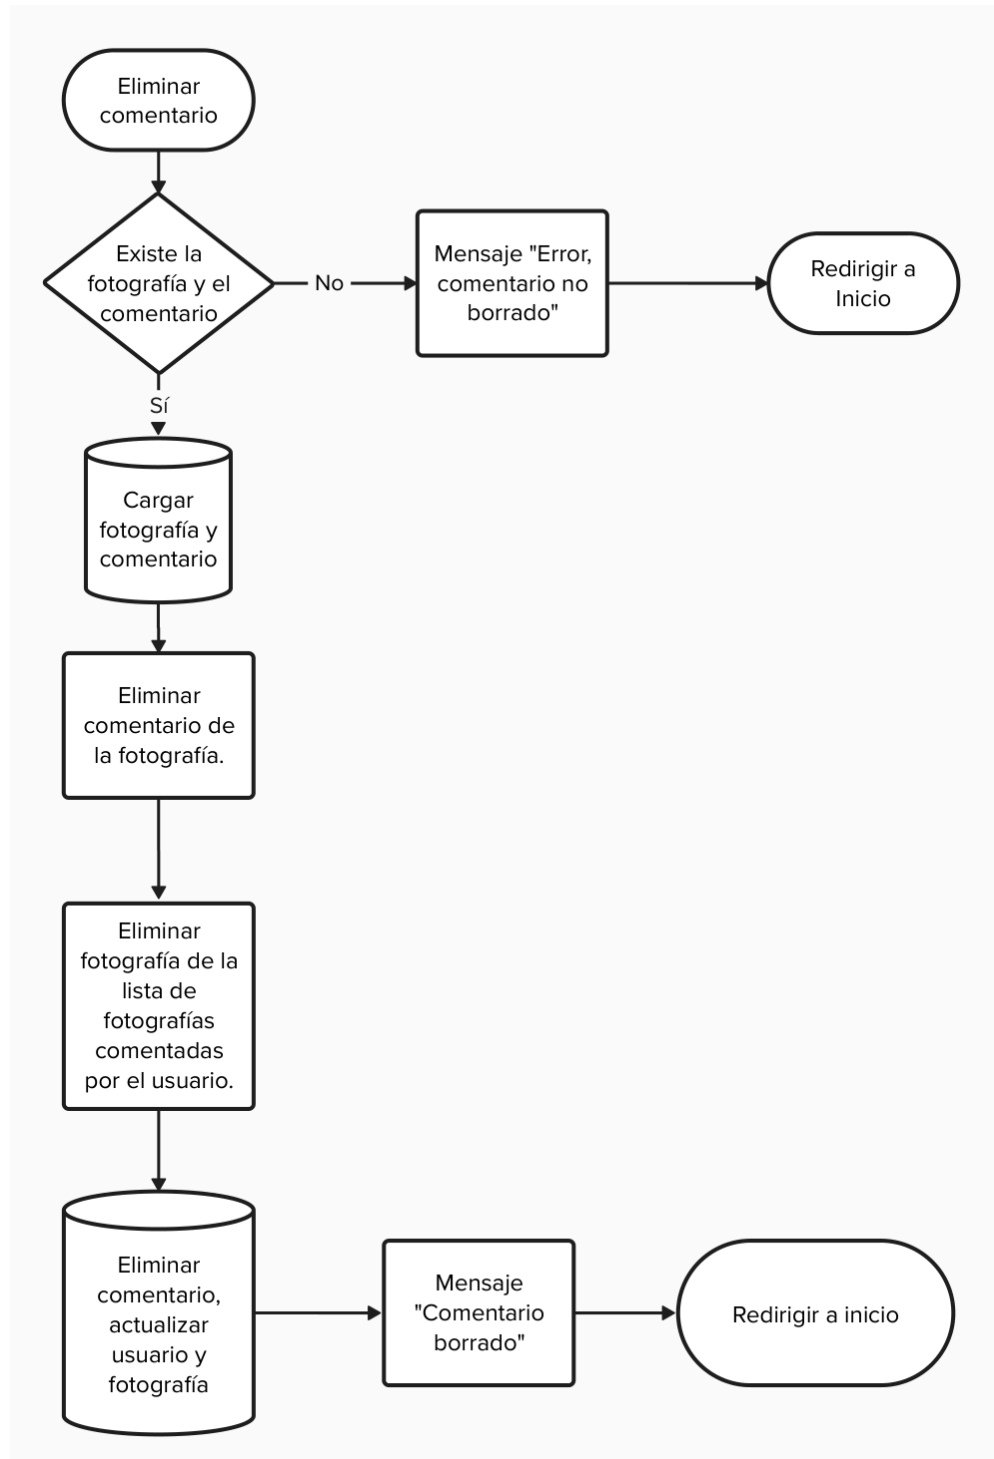 Eliminar
comentario
Existe la
fotografía y el
comentario
No
Mensaje "Error,
comentario no
borrado"
Redirigir a
Inicio
Sí
Cargar
fotografía y
comentario
Eliminar
comentario de
la fotografía.
Eliminar
fotografía de la
lista de
fotografías
comentadas
por el usuario.
Eliminar
comentario,
actualizar
usuario y
fotografía
Mensaje
"Comentario
borrado"
Redirigir a inicio